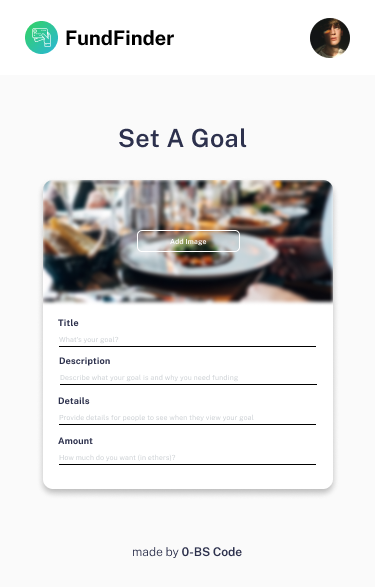 FundFinder
Set A Goal
Add Image
Title
What's your goal?
Description
Describe what your goal is and why you need funding.
Details
Provide details for people to see when they view your goal
Amount
How much do you want (in ethers)?
made by 0-BS Code